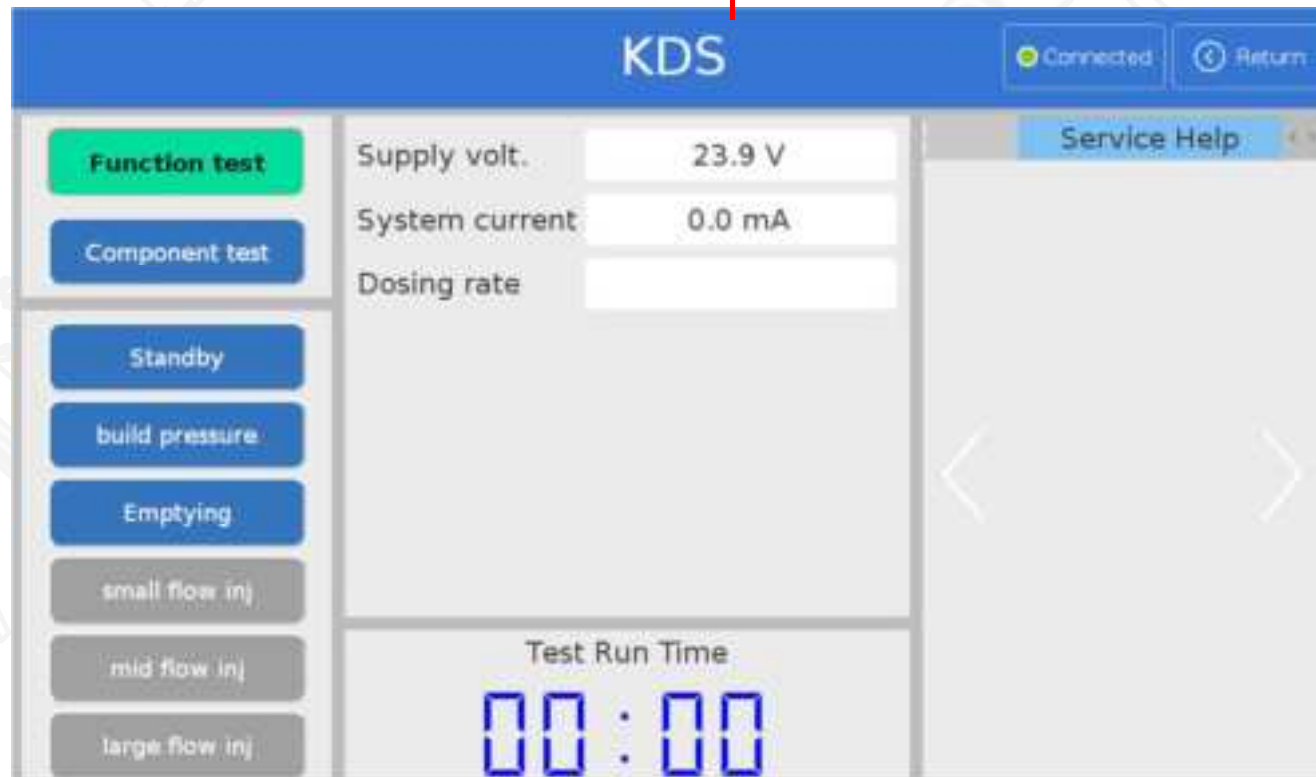 KDS
Connected
Return
Function test
Component test
Standby
build pressure
Emptying
small flow inj
mid flow inj
large flow inj
Supply volt. 23.9 V
System current 0.0 mA
Dosing rate
Test Run Time
00:00
Service Help